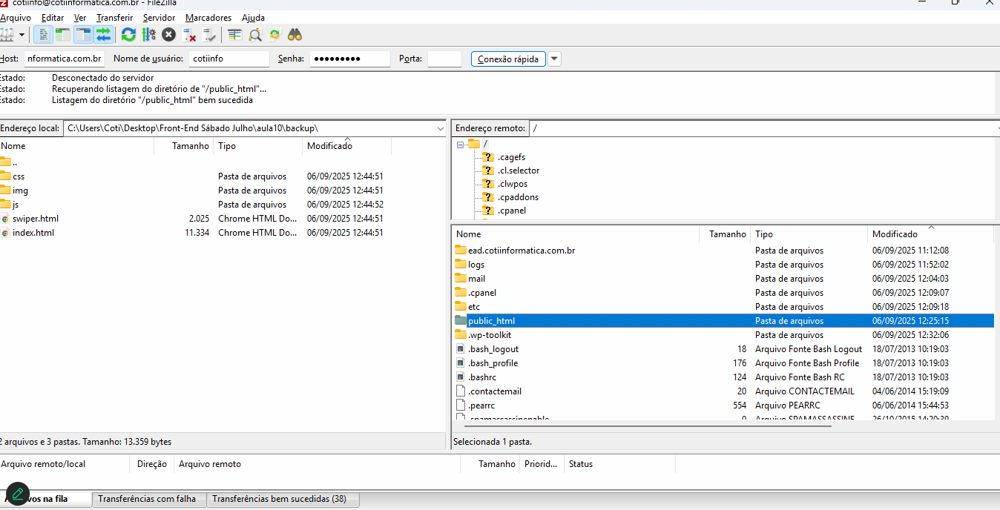 cotiinfo@cotiinformatica.com.br - FileZilla
Arquivo Editar Ver Transferir Servidor Marcadores Ajuda
Host: nformatica.com.br Nome de usuário: cotiinfo Senha: ●●●●●●●●● Porta: Conexão rápida
Estado: Desconectado do servidor
Estado: Recuperando listagem do diretório de "/public_html"...
Estado: Listagem do diretório "/public_html" bem sucedida
Endereço local: C:\Users\Coti\Desktop\Front-End Sábado Julho\aula10\backup\
Nome Tamanho Tipo Modificado
..
css Pasta de arquivos 06/09/2025 12:44:51
img Pasta de arquivos 06/09/2025 12:44:51
js Pasta de arquivos 06/09/2025 12:44:52
swiper.html 2.025 Chrome HTML Do... 06/09/2025 12:44:51
index.html 11.334 Chrome HTML Do... 06/09/2025 12:44:51
2 arquivos e 3 pastas. Tamanho: 13.359 bytes
Endereço remoto: /
/
.cagefs
.cl.selector
.clwpos
.cpaddons
.cpanel
Nome Tamanho Tipo Modificado
ead.cotiinformatica.com.br Pasta de arquivos 06/09/2025 11:12:08
logs Pasta de arquivos 06/09/2025 11:52:02
mail Pasta de arquivos 06/09/2025 12:04:03
.cpanel Pasta de arquivos 06/09/2025 12:09:07
etc Pasta de arquivos 06/09/2025 12:09:18
public_html Pasta de arquivos 06/09/2025 12:25:15
.wp-toolkit Pasta de arquivos 06/09/2025 12:32:06
.bash_logout 18 Arquivo Fonte Bash Logout 18/07/2013 10:19:03
.bash_profile 176 Arquivo Fonte Bash Profile 18/07/2013 10:19:03
.bashrc 124 Arquivo Fonte Bash RC 18/07/2013 10:19:03
.contactemail 20 Arquivo CONTACTEMAIL 04/06/2014 15:19:09
.pearrc 554 Arquivo PEARRC 06/06/2014 15:44:53
.spamassassinenable 0 Arquivo SPAMASSASSINE 26/10/2015 14:20:39
Selecionada 1 pasta.
Arquivo remoto/local Direção Arquivo remoto Tamanho Priorid... Status
vos na fila Transferências com falha Transferências bem sucedidas (38)